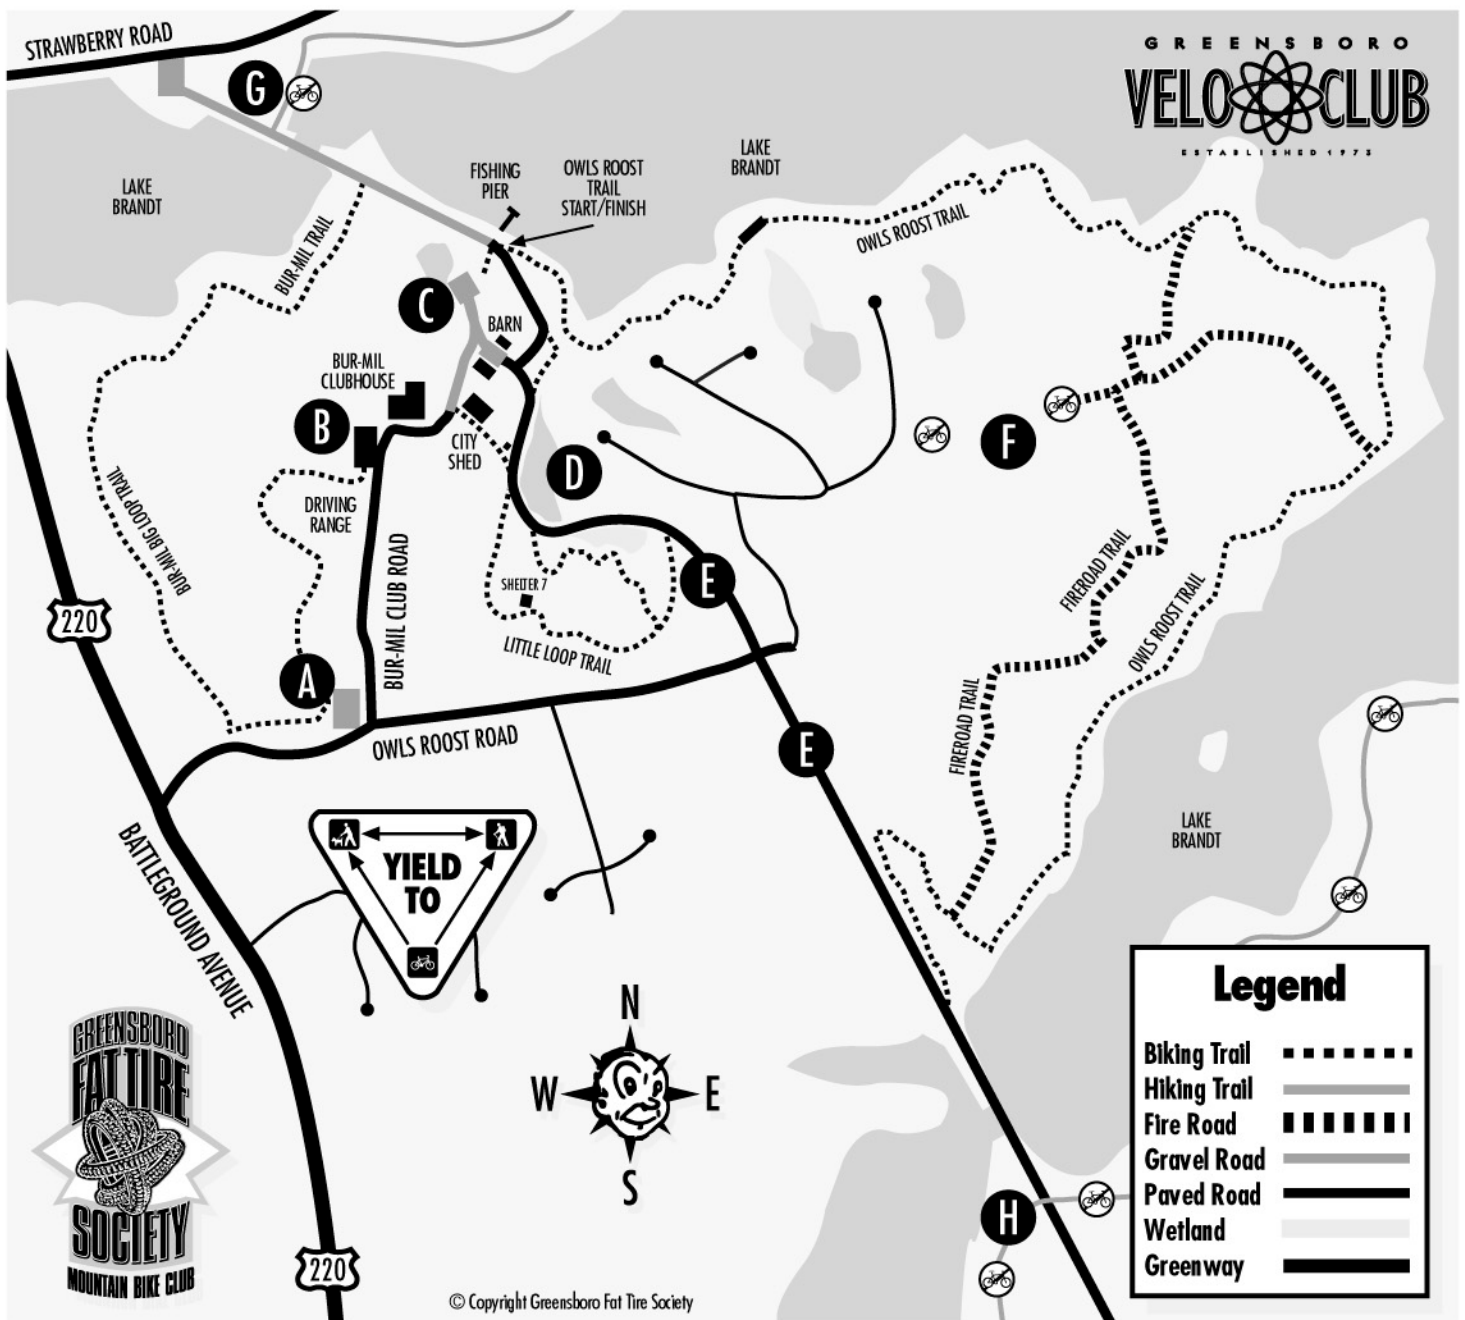 STRAWBERRY ROAD
G
GREENSBORO
VELO CLUB
ESTABLISHED 1973
LAKE
BRANDT
FISHING
PIER
OWLS ROOST
TRAIL
START/FINISH
LAKE
BRANDT
OWLS ROOST TRAIL
BUR-MIL TRAIL
C
BARN
BUR-MIL
CLUBHOUSE
B
CITY
SHED
D
F
DRIVING
RANGE
BUR-MIL BIG LOOP TRAIL
BUR-MIL CLUB ROAD
SHELTER 7
E
LITTLE LOOP TRAIL
FIREROAD TRAIL
OWLS ROOST TRAIL
220
A
OWLS ROOST ROAD
E
FIREROAD TRAIL
LAKE
BRANDT
BATTLEGROUND AVENUE
YIELD
TO
N
W
E
S
GREENSBORO
FAT TIRE
SOCIETY
MOUNTAIN BIKE CLUB
220
H
Legend
Biking Trail
Hiking Trail
Fire Road
Gravel Road
Paved Road
Wetland
Greenway
© Copyright Greensboro Fat Tire Society